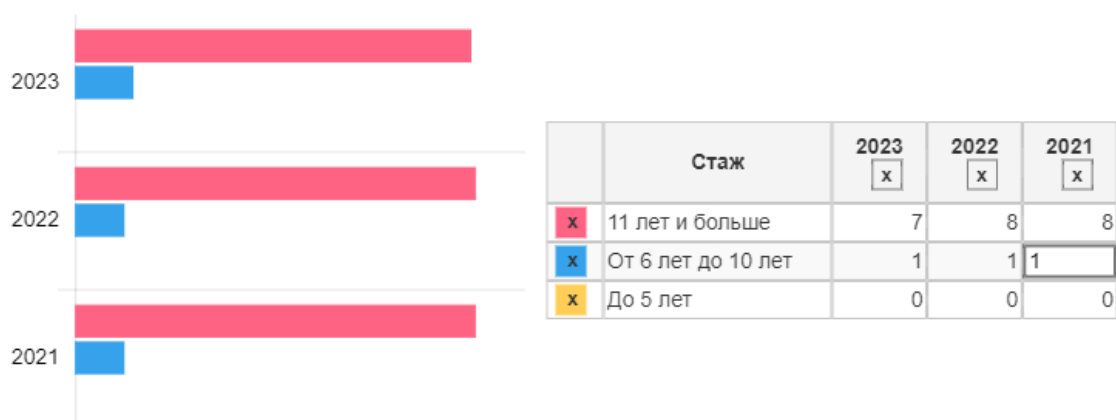 2023
2022
2021
Стаж 2023 2022 2021
x x x
x 11 лет и больше 7 8 8
x От 6 лет до 10 лет 1 1 1
x До 5 лет 0 0 0